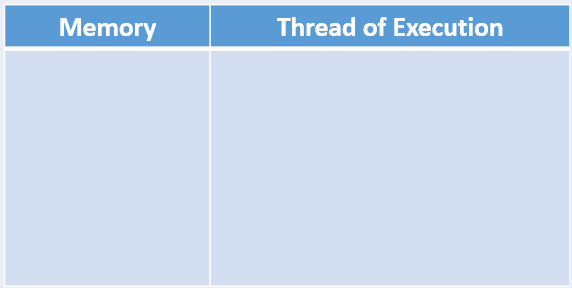 Memory
Thread of Execution